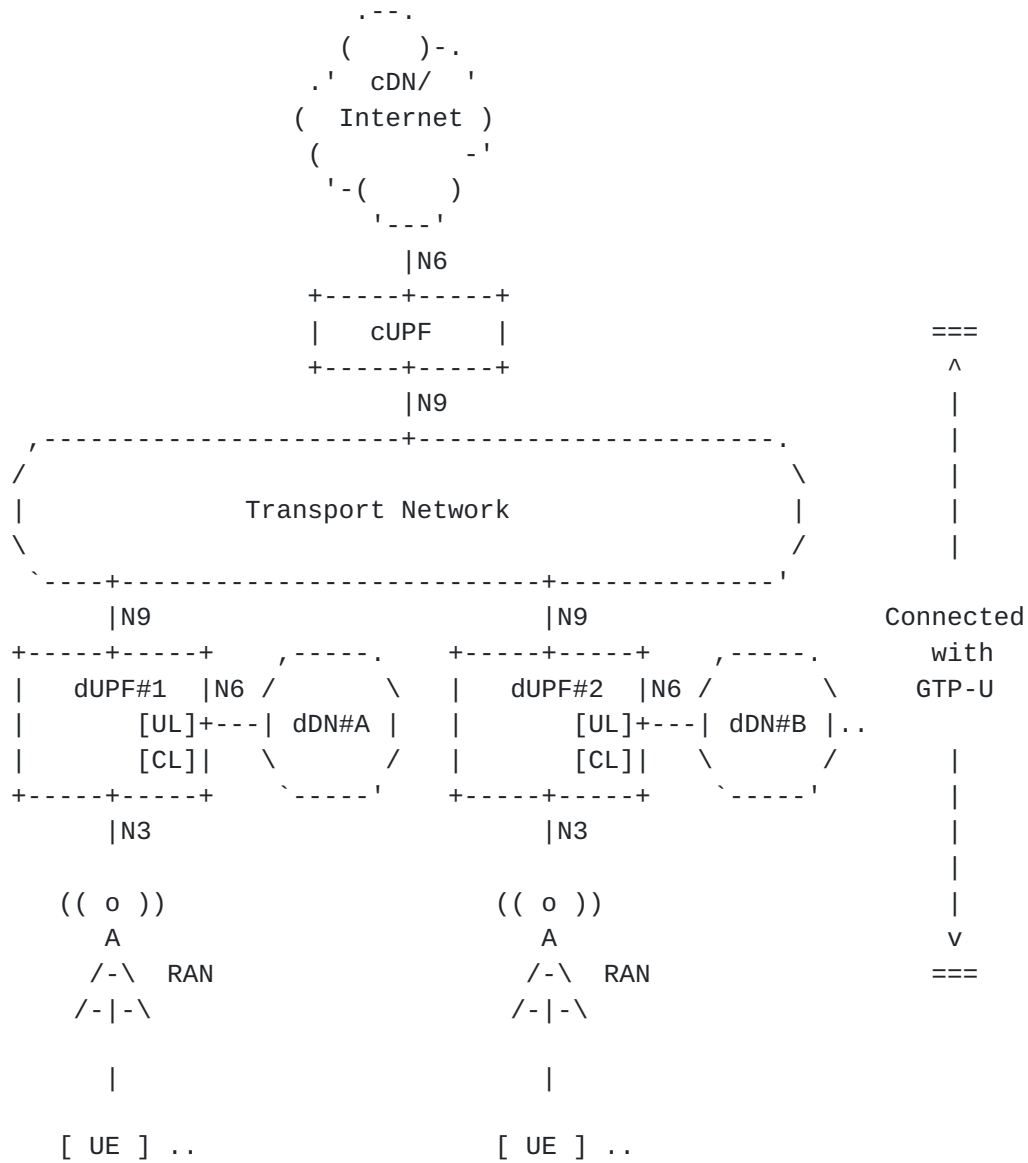 cDN/
Internet
N6
cUPF
===
N9
Transport Network
N9 N9 Connected
with
dUPF#1 N6 dUPF#2 N6 GTP-U
[UL] dDN#A [UL] dDN#B ..
[CL] [CL]
N3 N3
(( o )) (( o ))
A A v
RAN RAN ===
[ UE ] .. [ UE ] ..